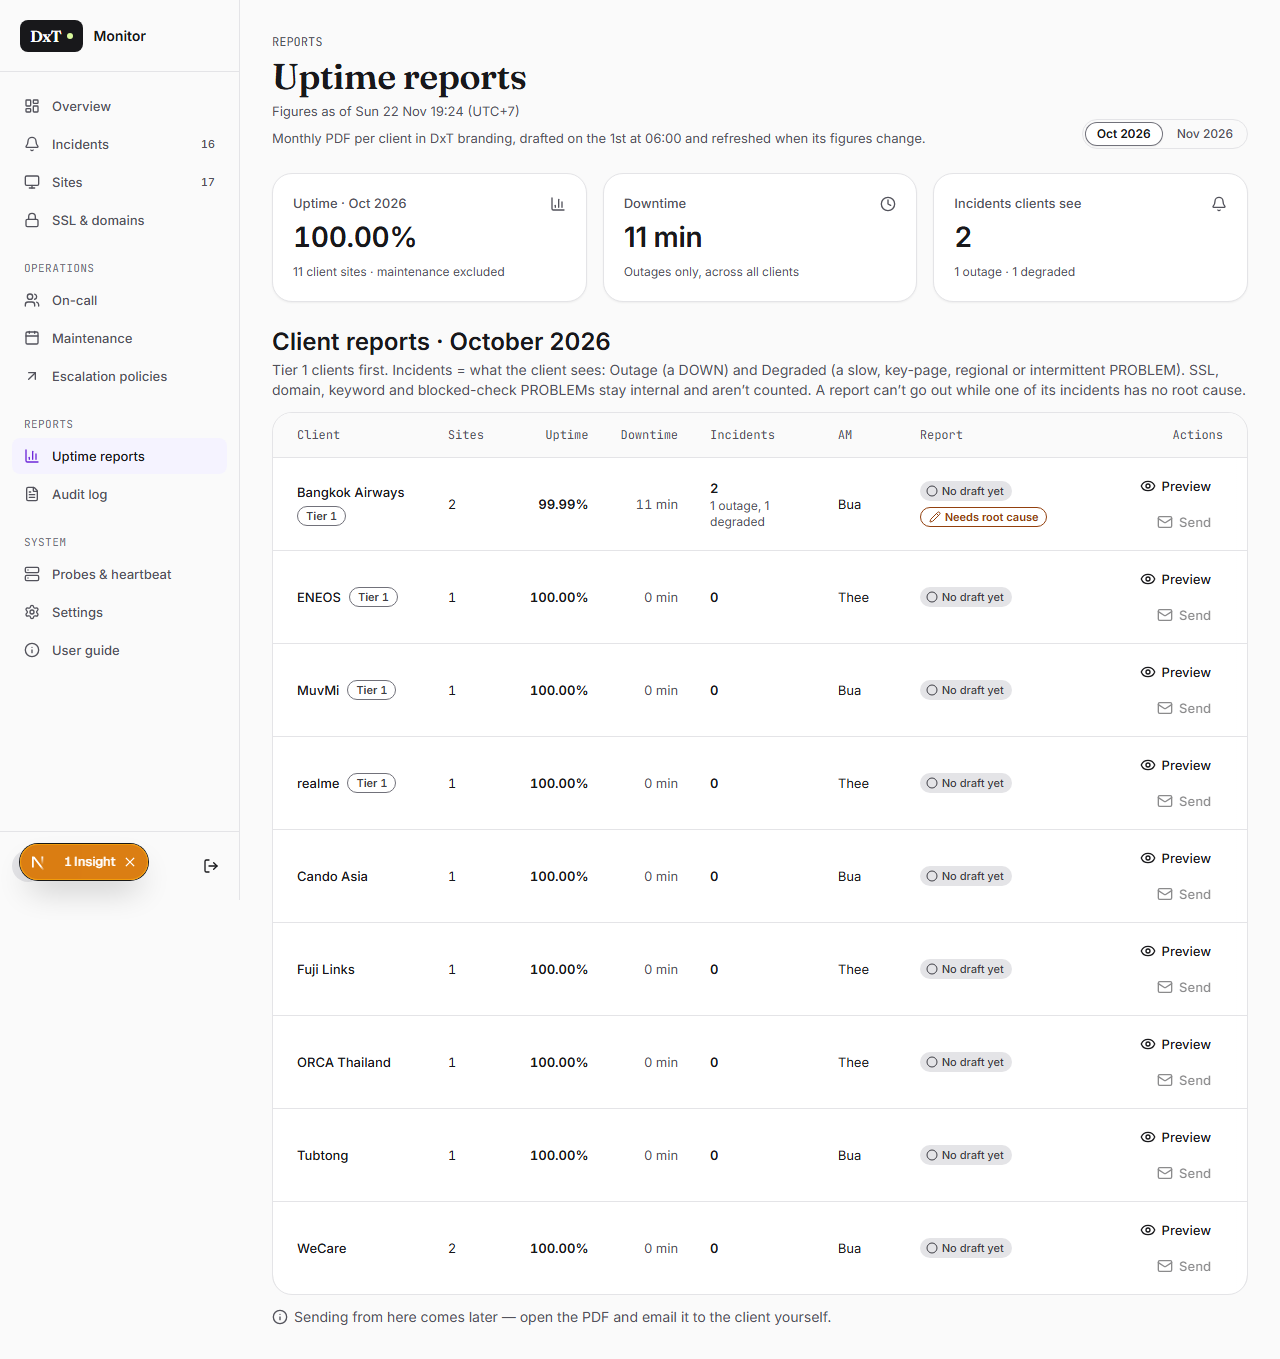 DxT Monitor
Overview
Incidents 16
Sites 17
SSL & domains
OPERATIONS
On-call
Maintenance
Escalation policies
REPORTS
Uptime reports
Audit log
SYSTEM
Probes & heartbeat
Settings
User guide
1 Insight
REPORTS
Uptime reports
Figures as of Sun 22 Nov 19:24 (UTC+7)
Monthly PDF per client in DxT branding, drafted on the 1st at 06:00 and refreshed when its figures change.
Oct 2026 Nov 2026
Uptime · Oct 2026
100.00%
11 client sites · maintenance excluded
Downtime
11 min
Outages only, across all clients
Incidents clients see
2
1 outage · 1 degraded
Client reports · October 2026
Tier 1 clients first. Incidents = what the client sees: Outage (a DOWN) and Degraded (a slow, key-page, regional or intermittent PROBLEM). SSL,
domain, keyword and blocked-check PROBLEMs stay internal and aren’t counted. A report can’t go out while one of its incidents has no root cause.
Client Sites Uptime Downtime Incidents AM Report Actions
Bangkok Airways
Tier 1
2 99.99% 11 min
2
1 outage, 1
degraded
Bua
No draft yet
Needs root cause
Preview
Send
ENEOS Tier 1 1 100.00% 0 min 0 Thee No draft yet
Preview
Send
MuvMi Tier 1 1 100.00% 0 min 0 Bua No draft yet
Preview
Send
realme Tier 1 1 100.00% 0 min 0 Thee No draft yet
Preview
Send
Cando Asia 1 100.00% 0 min 0 Bua No draft yet
Preview
Send
Fuji Links 1 100.00% 0 min 0 Thee No draft yet
Preview
Send
ORCA Thailand 1 100.00% 0 min 0 Thee No draft yet
Preview
Send
Tubtong 1 100.00% 0 min 0 Bua No draft yet
Preview
Send
WeCare 2 100.00% 0 min 0 Bua No draft yet
Preview
Send
Sending from here comes later — open the PDF and email it to the client yourself.